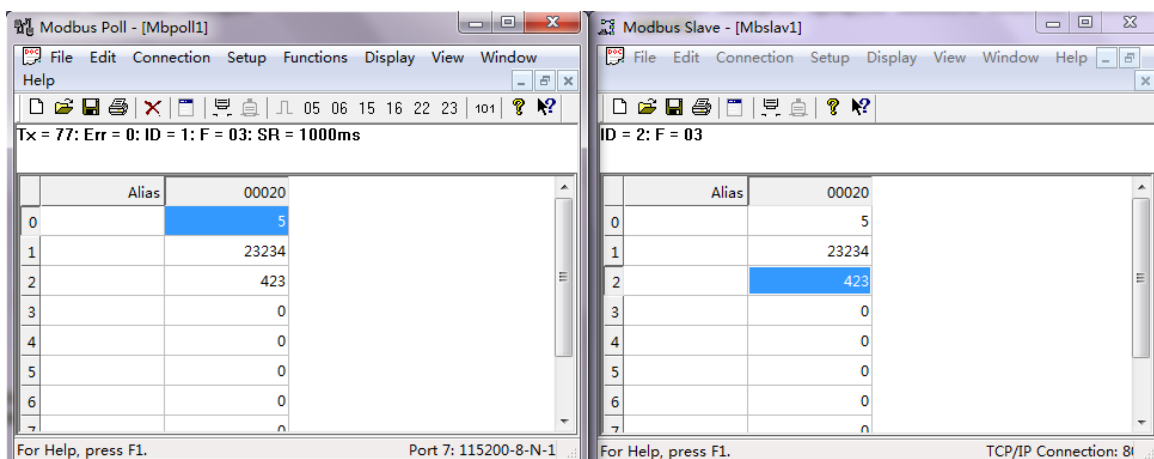 Modbus Poll - [Mbpoll1]
File Edit Connection Setup Functions Display View Window
Help
05 06 15 16 22 23 101
Tx = 77: Err = 0: ID = 1: F = 03: SR = 1000ms
Alias 00020
0 5
1 23234
2 423
3 0
4 0
5 0
6 0
7 0
For Help, press F1. Port 7: 115200-8-N-1
Modbus Slave - [Mbslav1]
File Edit Connection Setup Display View Window Help
ID = 2: F = 03
Alias 00020
0 5
1 23234
2 423
3 0
4 0
5 0
6 0
7 0
For Help, press F1. TCP/IP Connection: